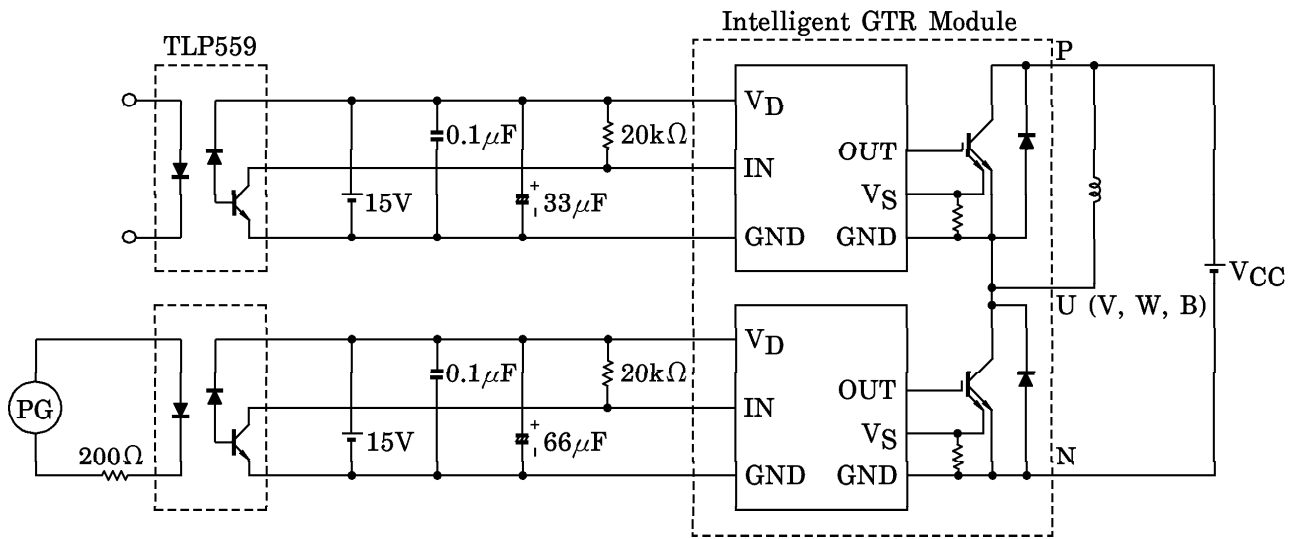 Intelligent GTR Module
TLP559
P
V_D
0.1μF
20kΩ
OUT
IN
15V
33μF
V_S
GND
GND
V_CC
U (V, W, B)
V_D
0.1μF
20kΩ
OUT
PG
IN
15V
66μF
V_S
200Ω
N
GND
GND